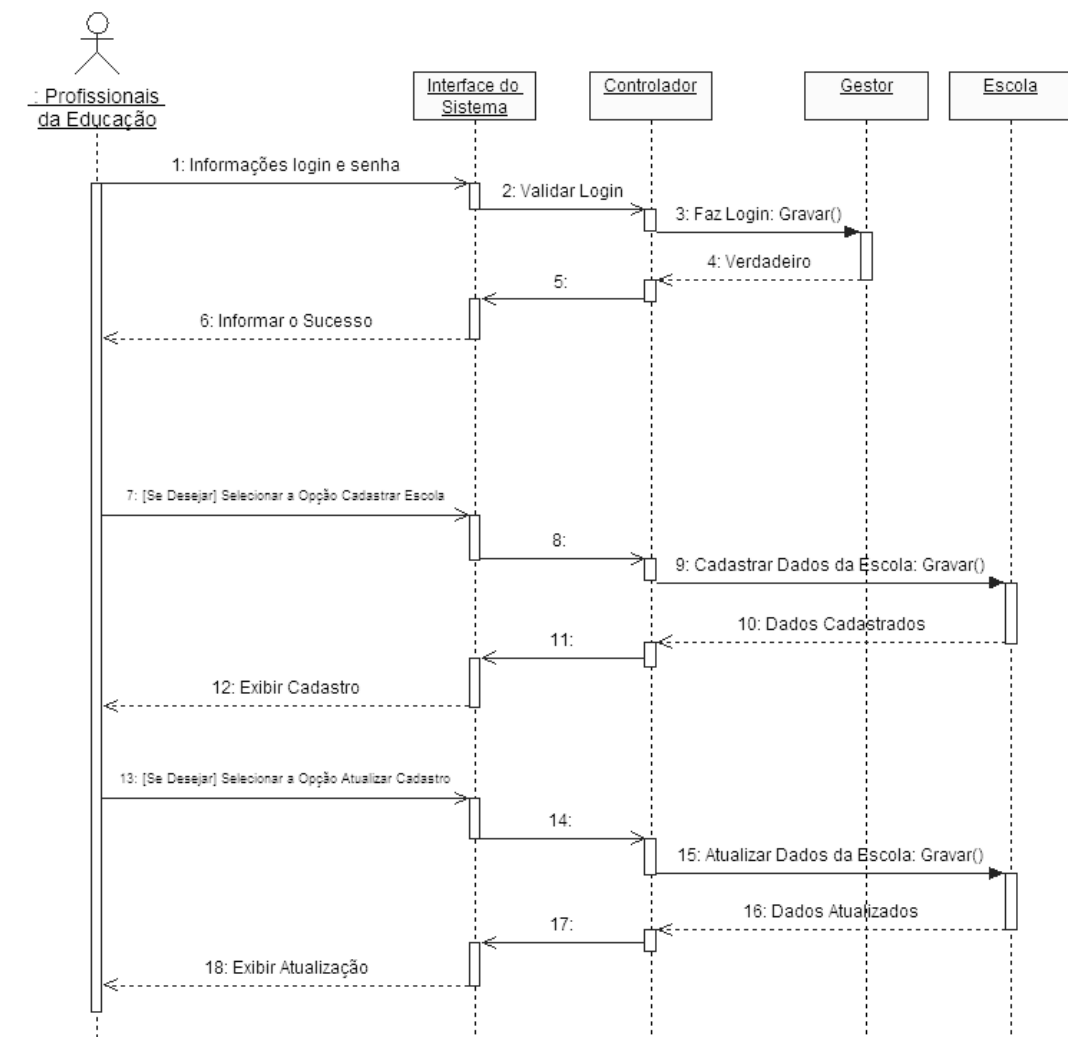 : Profissionais
da Educação
Interface do
Sistema
Controlador
Gestor
Escola
1: Informações login e senha
2: Validar Login
3: Faz Login: Gravar()
4: Verdadeiro
5:
6: Informar o Sucesso
7: [Se Desejar] Selecionar a Opção Cadastrar Escola
8:
9: Cadastrar Dados da Escola: Gravar()
10: Dados Cadastrados
11:
12: Exibir Cadastro
13: [Se Desejar] Selecionar a Opção Atualizar Cadastro
14:
15: Atualizar Dados da Escola: Gravar()
16: Dados Atualizados
17:
18: Exibir Atualização